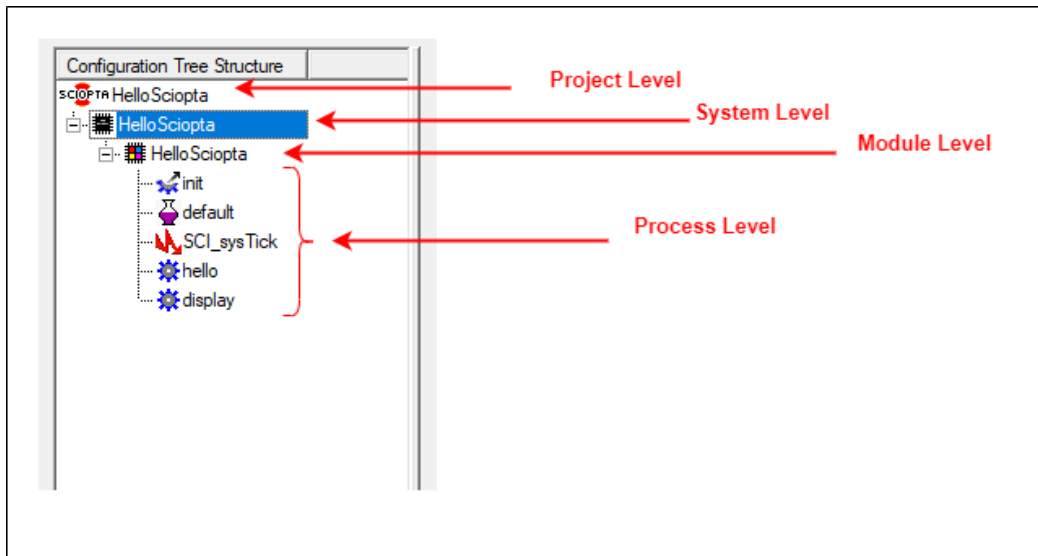 Configuration Tree Structure
SCIOPTA HelloSciopta
Project Level
HelloSciopta
System Level
HelloSciopta
Module Level
init
default
SCI_sysTick
Process Level
hello
display